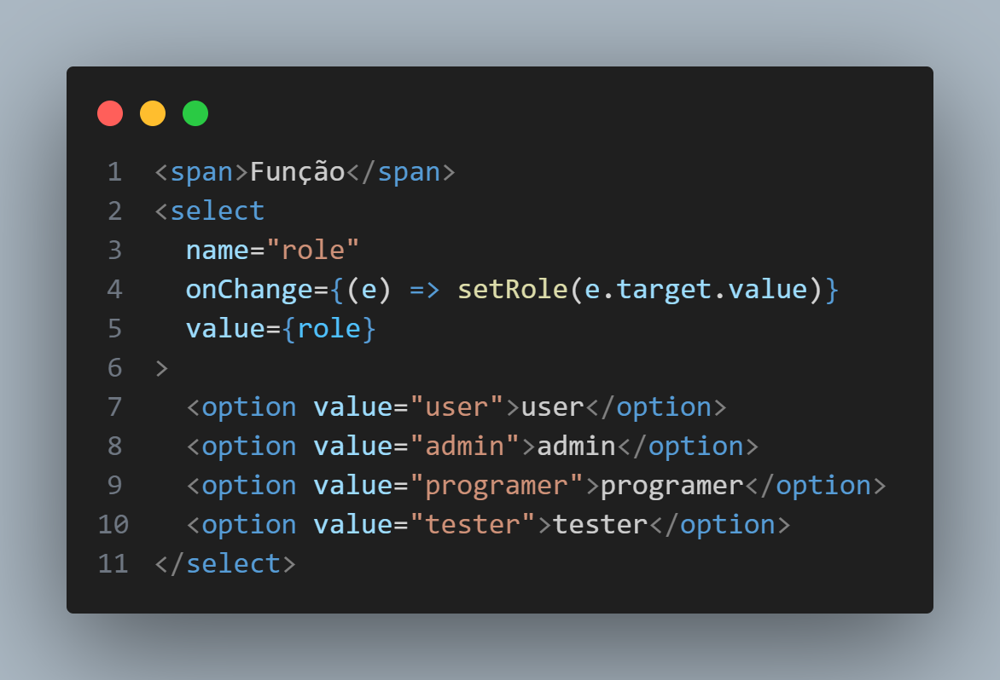 1 <span>Função</span>
2 <select
3   name="role"
4   onChange={(e) => setRole(e.target.value)}
5   value={role}
6 >
7   <option value="user">user</option>
8   <option value="admin">admin</option>
9   <option value="programer">programer</option>
10   <option value="tester">tester</option>
11 </select>